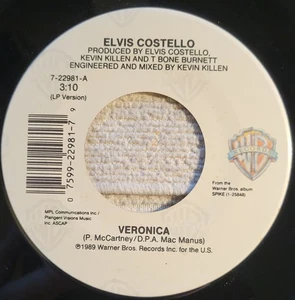 ELVIS COSTELLO
PRODUCED BY ELVIS COSTELLO,
KEVIN KILLEN AND T BONE BURNETT
ENGINEERED AND MIXED BY KEVIN KILLEN
7-22981-A
3:10
(LP Version)
0 7599-22981-7 9
From the
Warner Bros. album
SPIKE (1-25848)
MPL Communications Inc./
Plangent Visions Music
Inc. ASCAP
VERONICA
(P. McCartney/D.P.A. Mac Manus)
℗1989 Warner Bros. Records Inc. for the U.S.